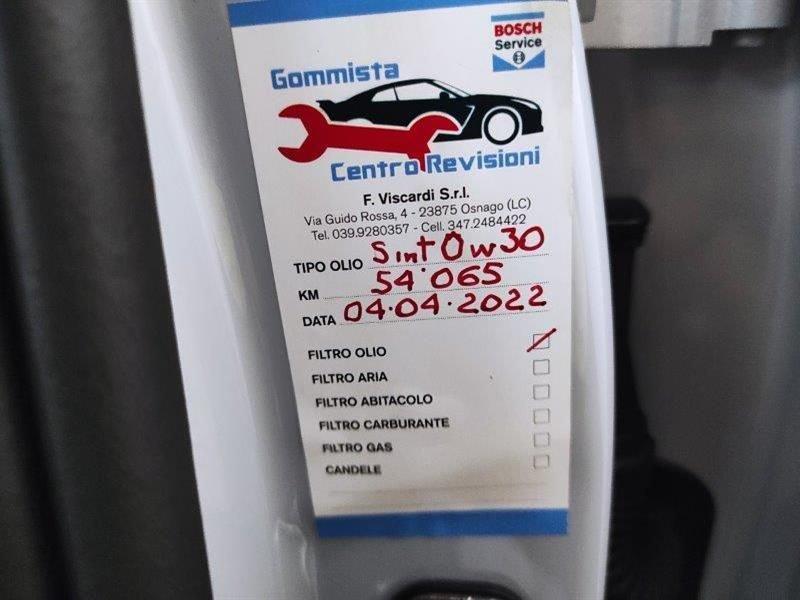 BOSCH
Service
Gommista
Centro Revisioni
F. Viscardi S.r.l.
Via Guido Rossa, 4 - 23875 Osnago (LC)
Tel. 039.9280357 - Cell. 347.2484422
TIPO OLIO Sint 0w30
KM 54.065
DATA 04.04.2022
FILTRO OLIO
FILTRO ARIA
FILTRO ABITACOLO
FILTRO CARBURANTE
FILTRO GAS
CANDELE